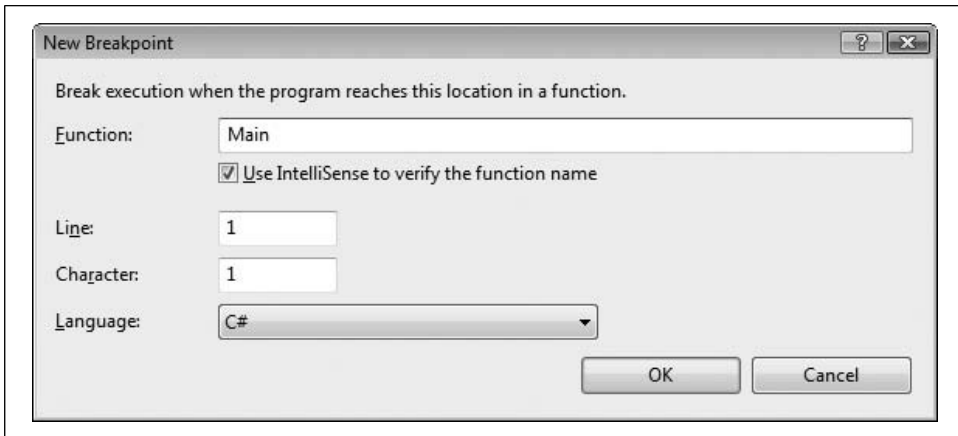 New Breakpoint
Break execution when the program reaches this location in a function.
Function: Main
Use IntelliSense to verify the function name
Line: 1
Character: 1
Language: C#
OK Cancel